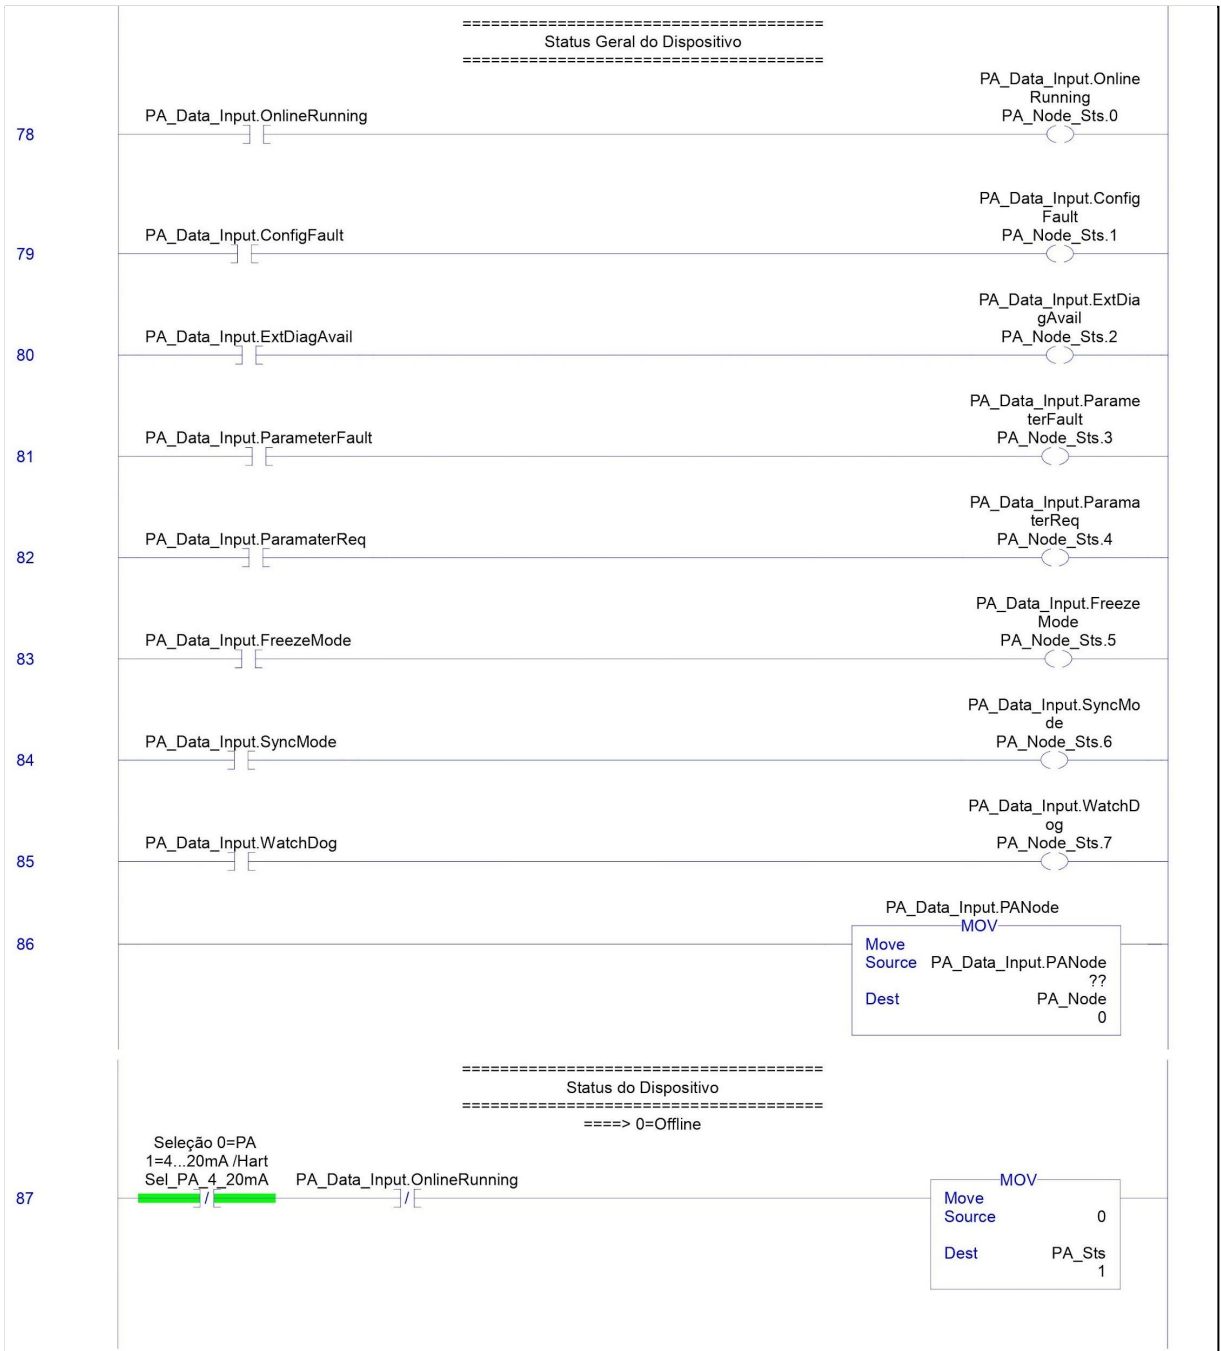 ====================================
Status Geral do Dispositivo
====================================
PA_Data_Input.Online
Running
PA_Data_Input.OnlineRunning
PA_Node_Sts.0
78
PA_Data_Input.Config
Fault
PA_Data_Input.ConfigFault
PA_Node_Sts.1
79
PA_Data_Input.ExtDia
gAvail
PA_Data_Input.ExtDiagAvail
PA_Node_Sts.2
80
PA_Data_Input.Parame
terFault
PA_Data_Input.ParameterFault
PA_Node_Sts.3
81
PA_Data_Input.Parama
terReq
PA_Data_Input.ParamaterReq
PA_Node_Sts.4
82
PA_Data_Input.Freeze
Mode
PA_Data_Input.FreezeMode
PA_Node_Sts.5
83
PA_Data_Input.SyncMo
de
PA_Data_Input.SyncMode
PA_Node_Sts.6
84
PA_Data_Input.WatchD
og
PA_Data_Input.WatchDog
PA_Node_Sts.7
85
PA_Data_Input.PANode
MOV
86
Move
Source PA_Data_Input.PANode
??
Dest PA_Node
0
====================================
Status do Dispositivo
====================================
====> 0=Offline
Seleção 0=PA
1=4...20mA /Hart
Sel_PA_4_20mA
PA_Data_Input.OnlineRunning
MOV
87
/
/
Move
Source 0
Dest PA_Sts
1